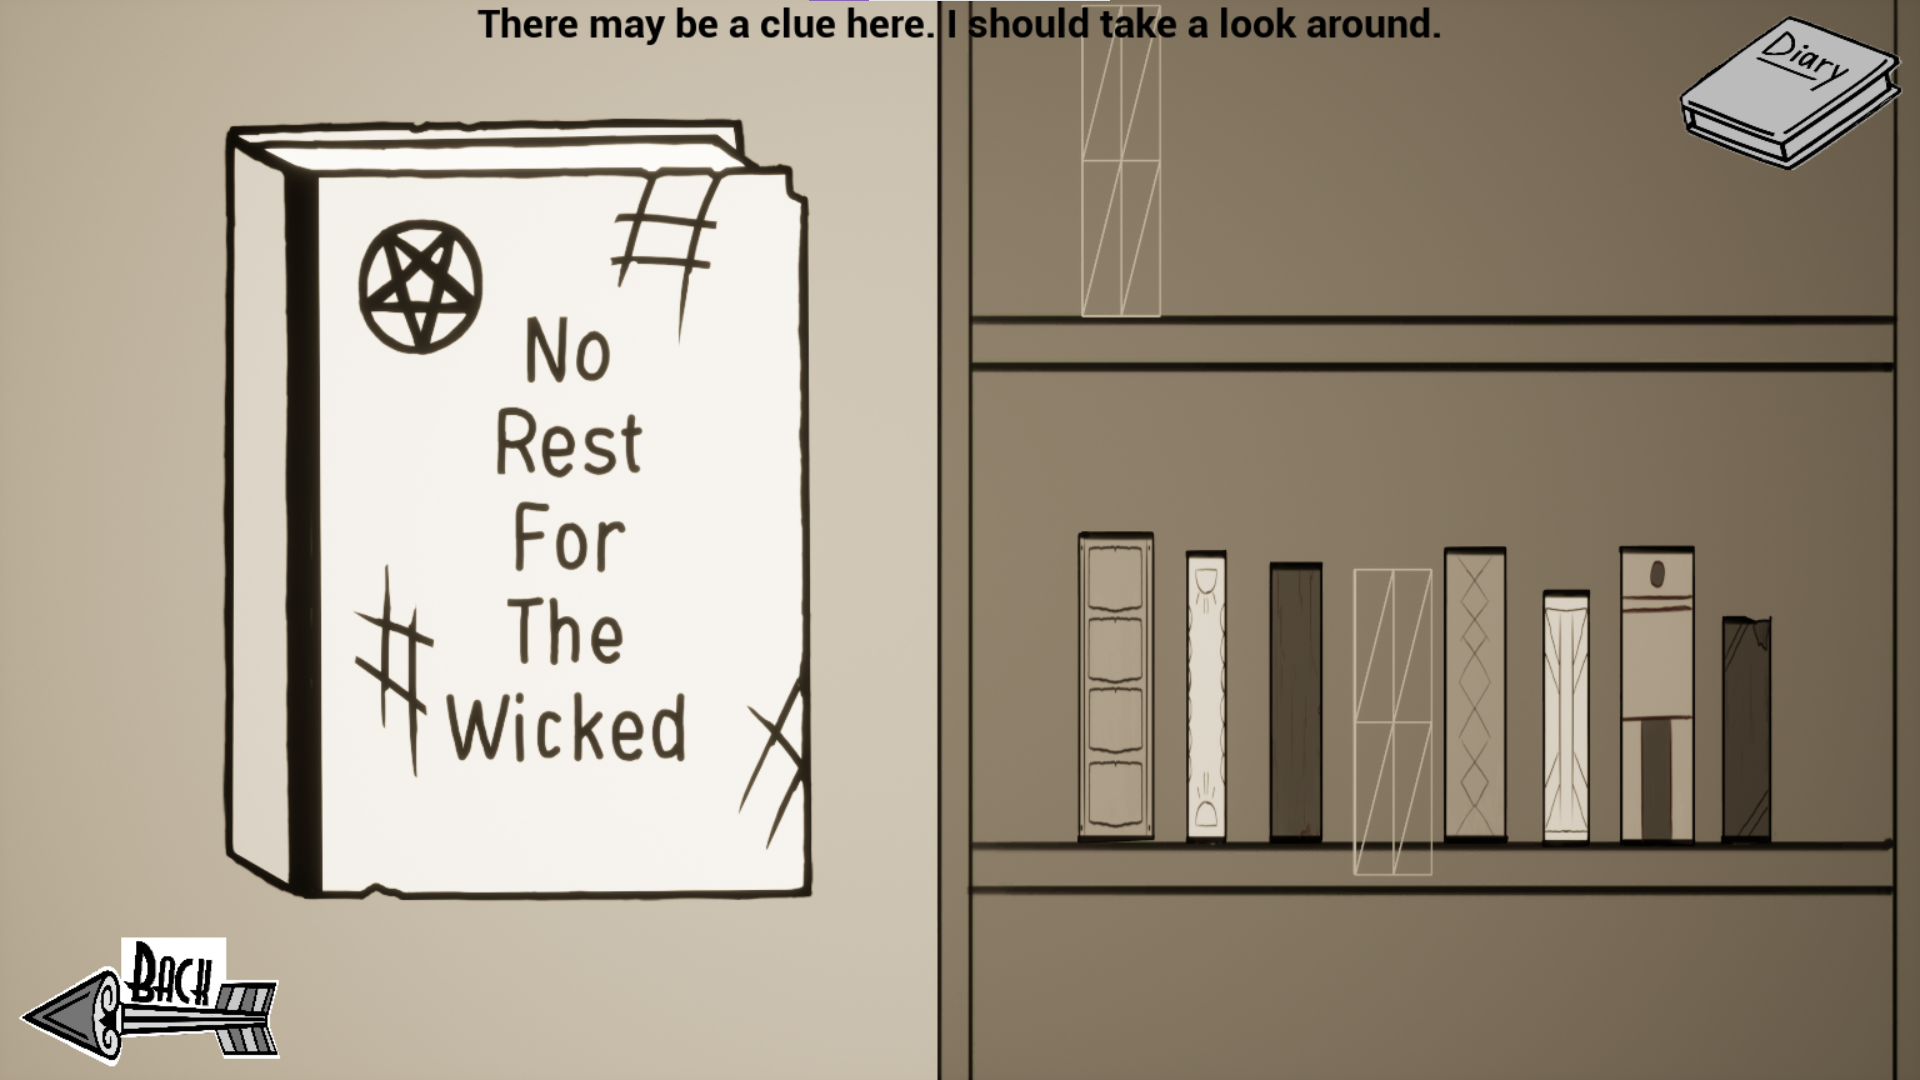 There may be a clue here. I should take a look around.
Diary
No
Rest
For
The
Wicked
BACK